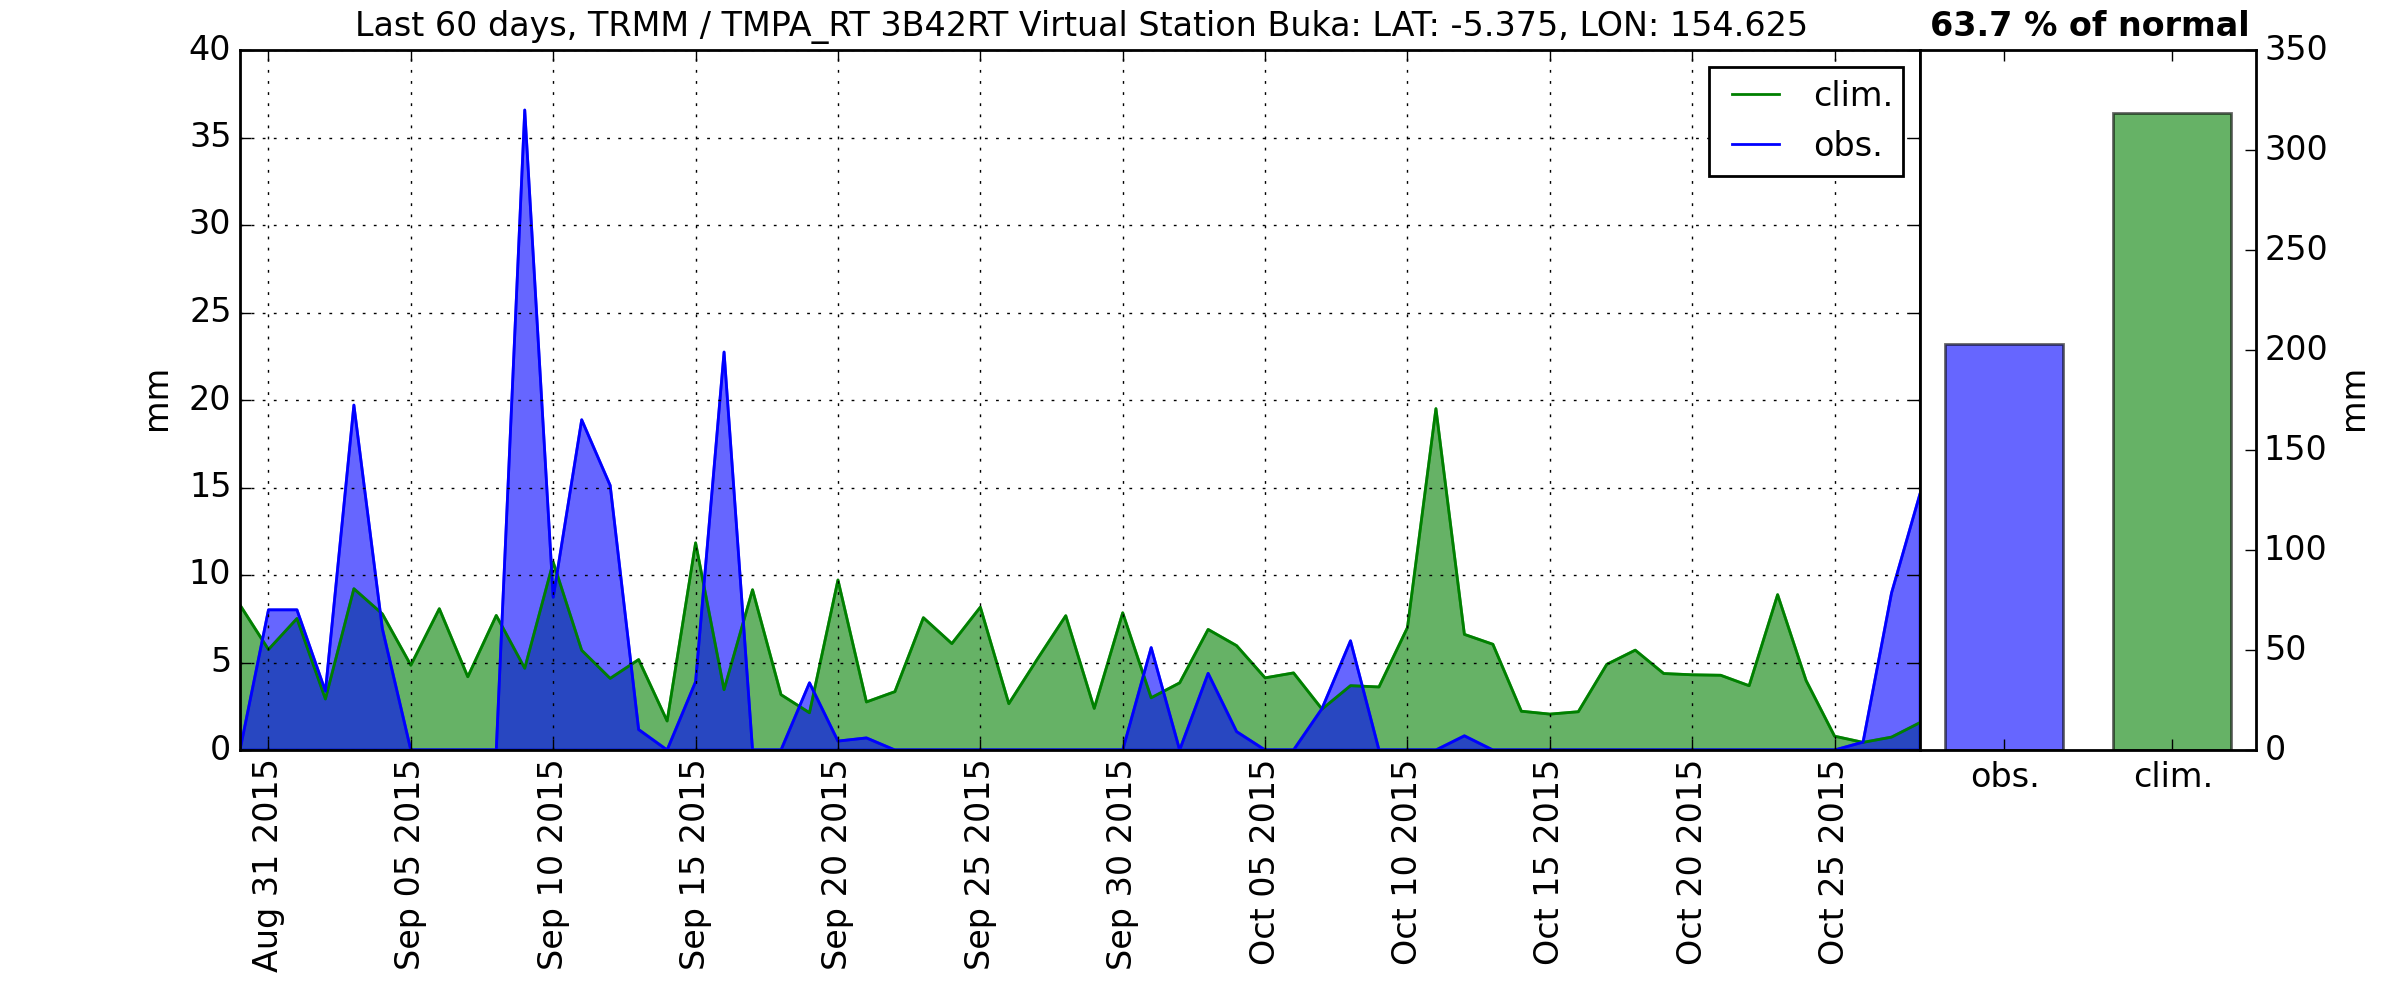 Last 60 days, TRMM / TMPA_RT 3B42RT Virtual Station Buka: LAT: -5.375, LON: 154.625
63.7 % of normal
40
35
30
25
20
15
10
5
0
mm
clim.
obs.
Aug 31 2015
Sep 05 2015
Sep 10 2015
Sep 15 2015
Sep 20 2015
Sep 25 2015
Sep 30 2015
Oct 05 2015
Oct 10 2015
Oct 15 2015
Oct 20 2015
Oct 25 2015
350
300
250
200
150
100
50
0
mm
obs.
clim.